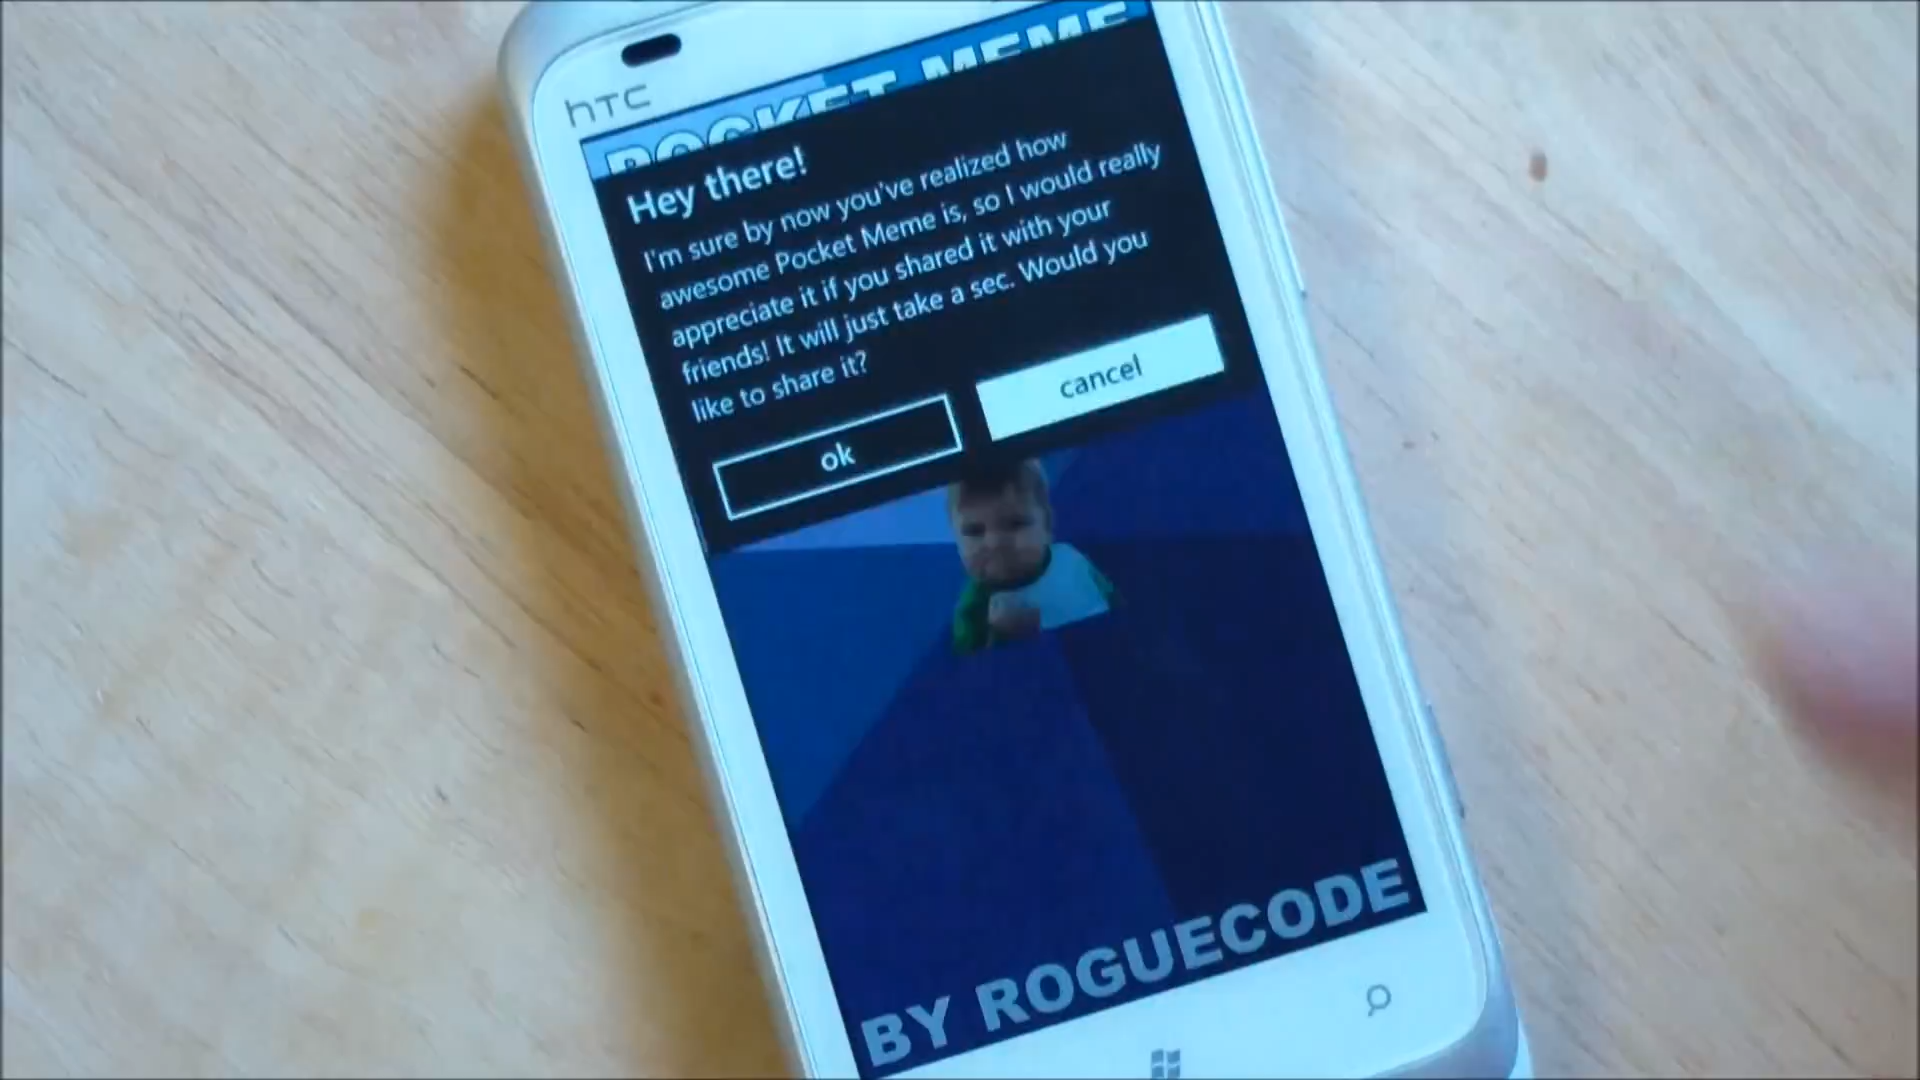 hTC
POCKET MEME
Hey there!
I'm sure by now you've realized how
awesome Pocket Meme is, so I would really
appreciate it if you shared it with your
friends! It will just take a sec. Would you
like to share it?
ok
cancel
BY ROGUECODE